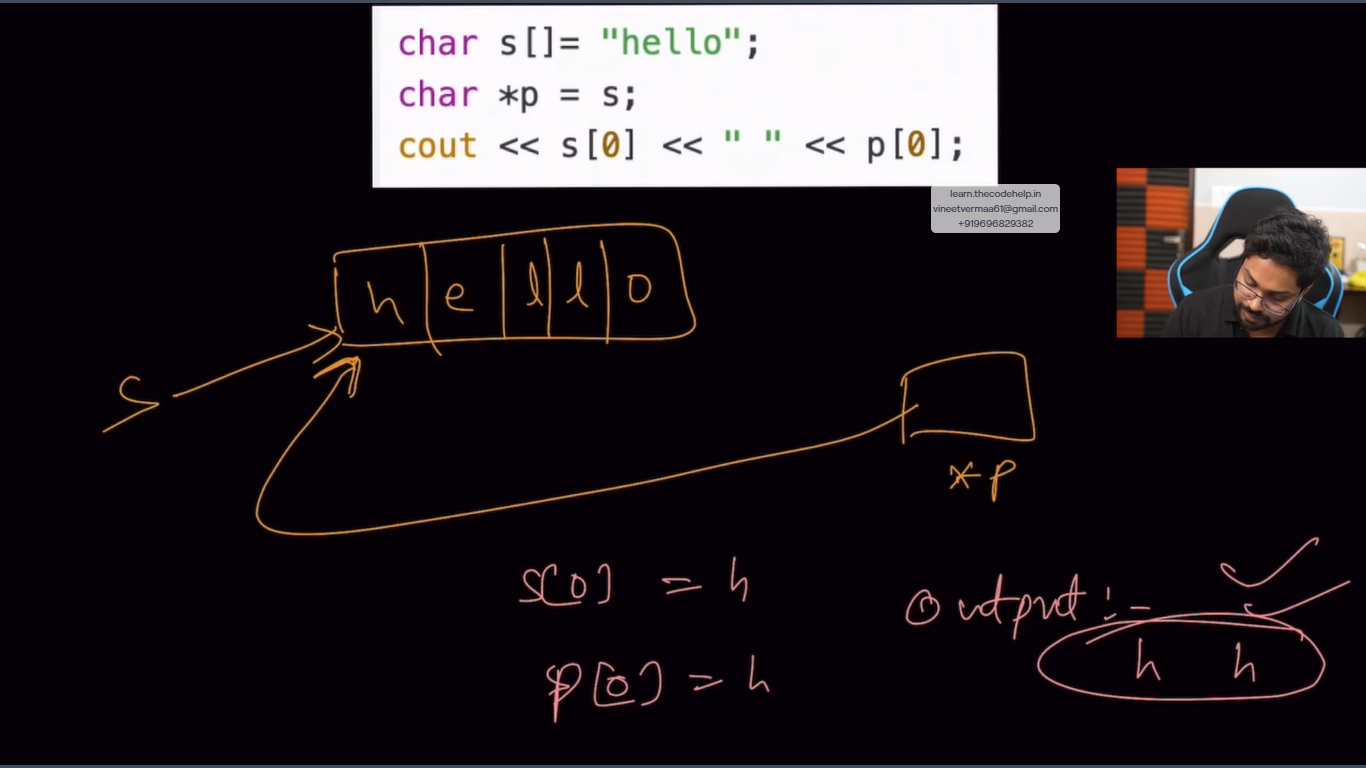 char s[]= "hello";
char *p = s;
cout << s[0] << " " << p[0];
learn.thecodehelp.in
vineetvermaa61@gmail.com
+919696829382
h e l l o
S
*p
s[0] = h
p[0] = h
Output :-
h h